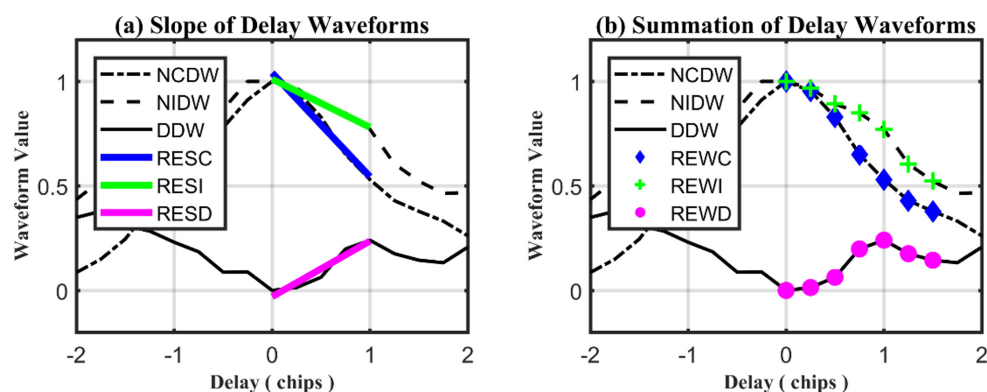 (a) Slope of Delay Waveforms
Waveform Value
1
0.5
0
NCDW
NIDW
DDW
RESC
RESI
RESD
-2 -1 0 1 2
Delay ( chips )
(b) Summation of Delay Waveforms
Waveform Value
1
0.5
0
NCDW
NIDW
DDW
REWC
REWI
REWD
-2 -1 0 1 2
Delay ( chips )